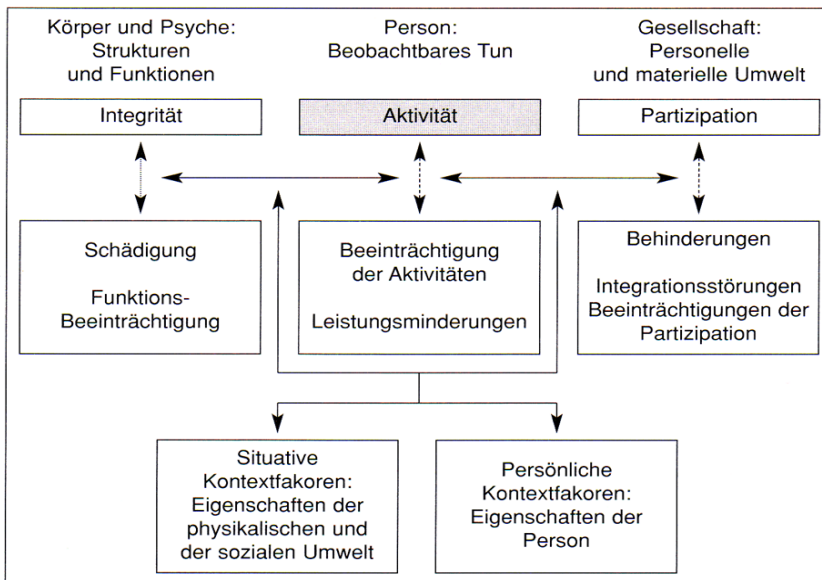 Körper und Psyche:
Strukturen
und Funktionen
Person:
Beobachtbares Tun
Gesellschaft:
Personelle
und materielle Umwelt
Integrität
Aktivität
Partizipation
Schädigung
Funktions-
Beeinträchtigung
Beeinträchtigung
der Aktivitäten
Leistungsminderungen
Behinderungen
Integrationsstörungen
Beeinträchtigungen der
Partizipation
Situative
Kontextfakoren:
Eigenschaften der
physikalischen und
der sozialen Umwelt
Persönliche
Kontextfakoren:
Eigenschaften der
Person